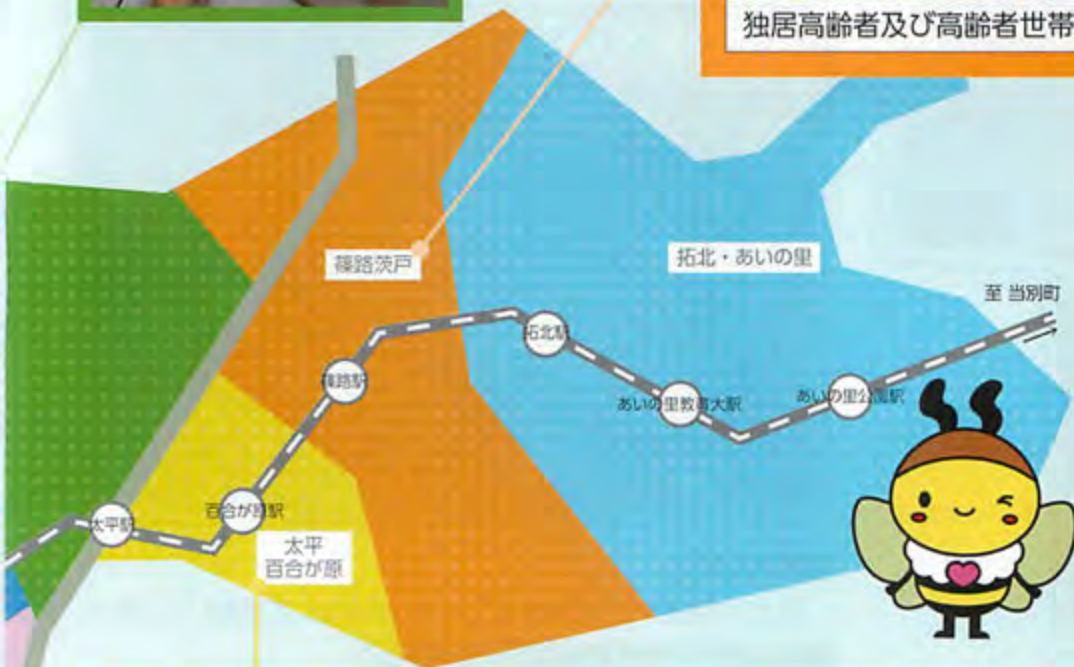 独居高齢者及び高齢者世帯
篠路茨戸
拓北・あいの里
至 当別町
拓北駅
篠路駅
あいの里教育大駅
あいの里公園駅
百合が原駅
太平駅
太平
百合が原